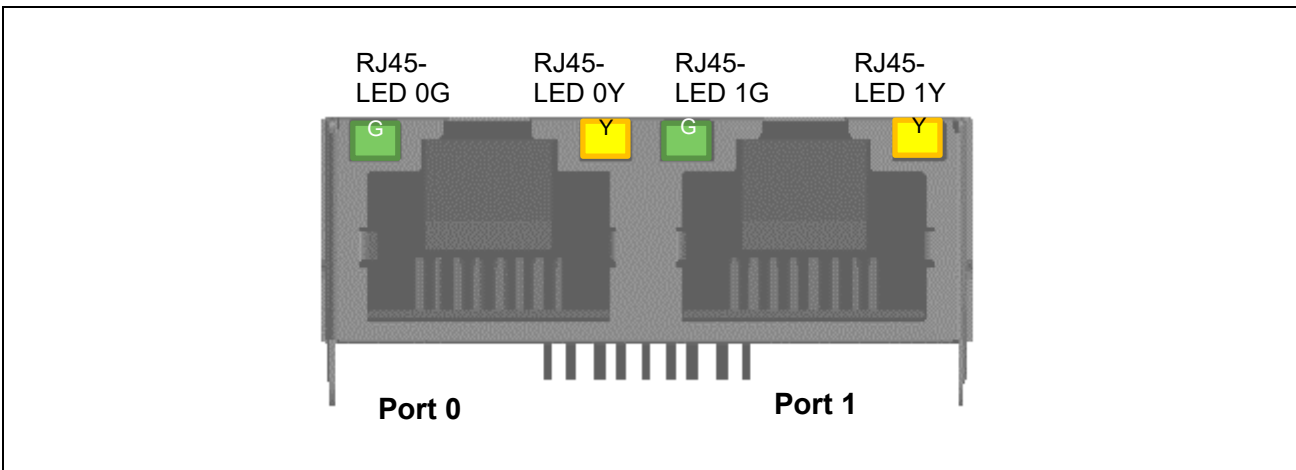 RJ45-
LED 0G
RJ45-
LED 0Y
RJ45-
LED 1G
RJ45-
LED 1Y
G
Y
G
Y
Port 0
Port 1